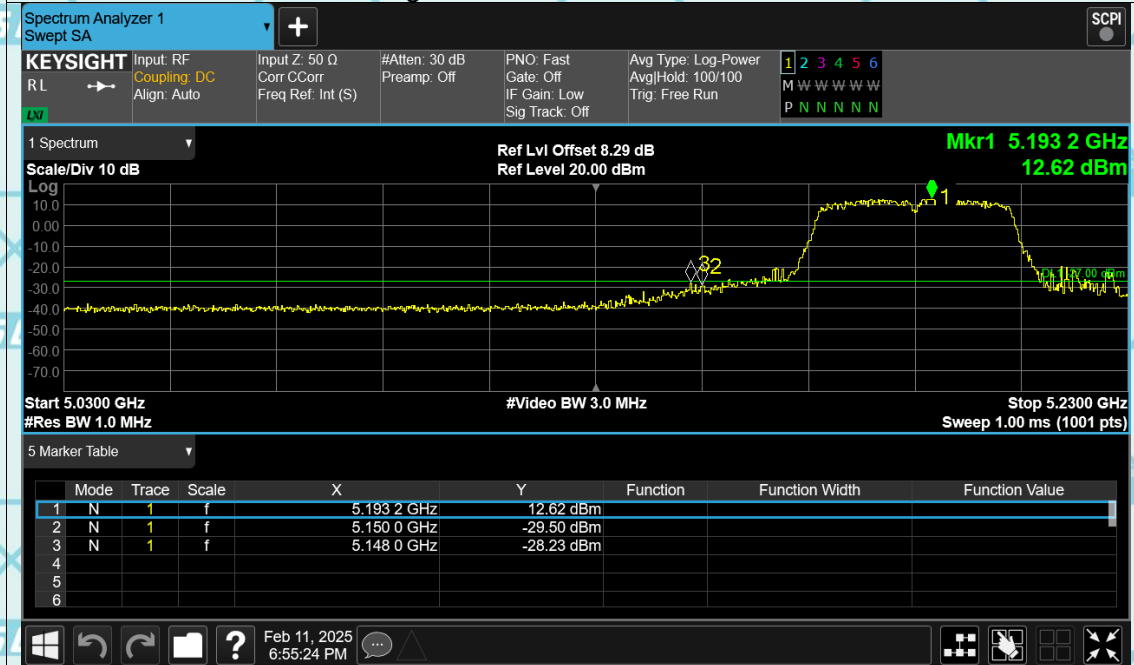 Spectrum Analyzer 1
Swept SA
+
SCPI
KEYSIGHT
R L
LXI
Input: RF
Coupling: DC
Align: Auto
Input Z: 50 Ω
Corr CCorr
Freq Ref: Int (S)
#Atten: 30 dB
Preamp: Off
PNO: Fast
Gate: Off
IF Gain: Low
Sig Track: Off
Avg Type: Log-Power
Avg|Hold: 100/100
Trig: Free Run
1 2 3 4 5 6
M W W W W W
P N N N N N
1 Spectrum
Scale/Div 10 dB
Ref Lvl Offset 8.29 dB
Ref Level 20.00 dBm
Mkr1 5.193 2 GHz
12.62 dBm
Log
10.0
0.00
-10.0
-20.0
-30.0
-40.0
-50.0
-60.0
-70.0
1
3
2
Start 5.0300 GHz
#Video BW 3.0 MHz
Stop 5.2300 GHz
#Res BW 1.0 MHz
Sweep 1.00 ms (1001 pts)
5 Marker Table
Mode Trace Scale X Y Function Function Width Function Value
1 N 1 f 5.193 2 GHz 12.62 dBm
2 N 1 f 5.150 0 GHz -29.50 dBm
3 N 1 f 5.148 0 GHz -28.23 dBm
4
5
6
?
Feb 11, 2025
6:55:24 PM